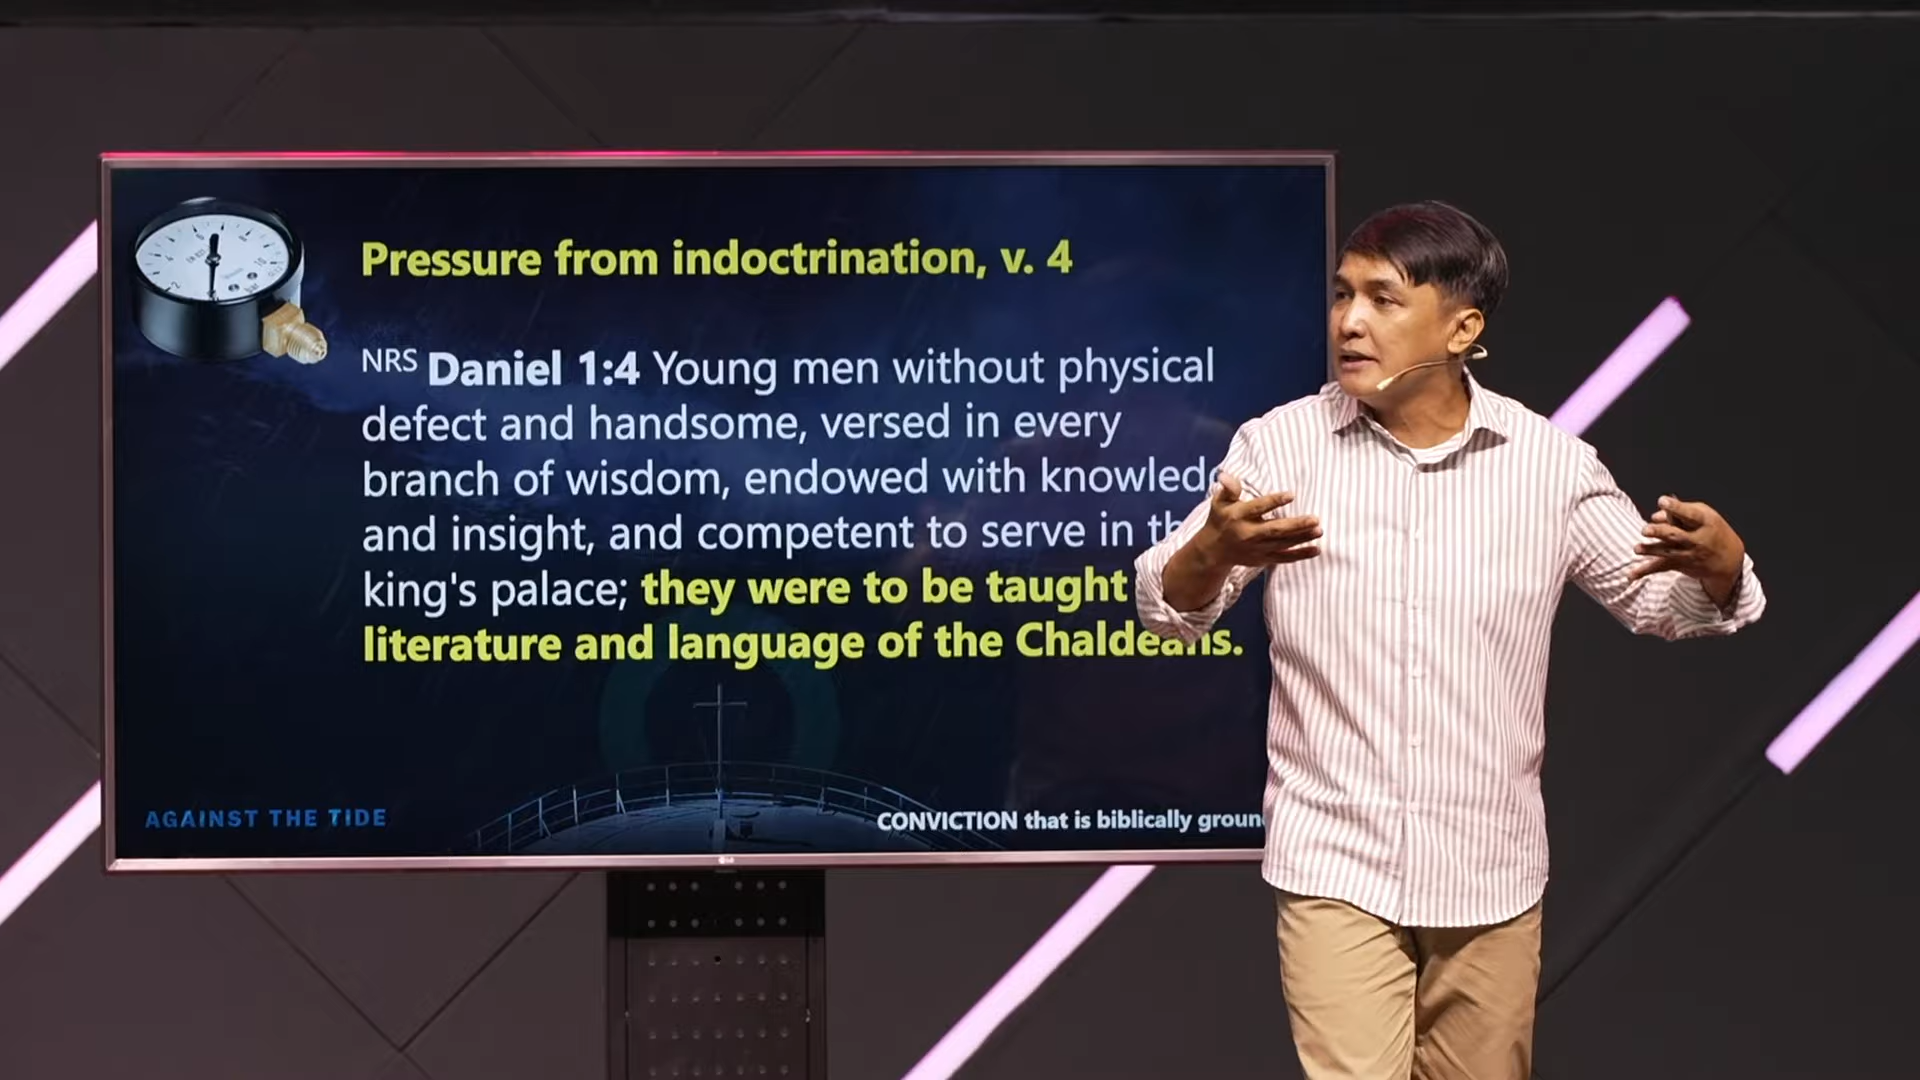 Pressure from indoctrination, v. 4
NRS Daniel 1:4 Young men without physical
defect and handsome, versed in every
branch of wisdom, endowed with
and insight, and competent to serve in
king's palace; they were to be taught
literature and language of the Chaldeans.
AGAINST THE TIDE
CONVICTION that is biblically
LG